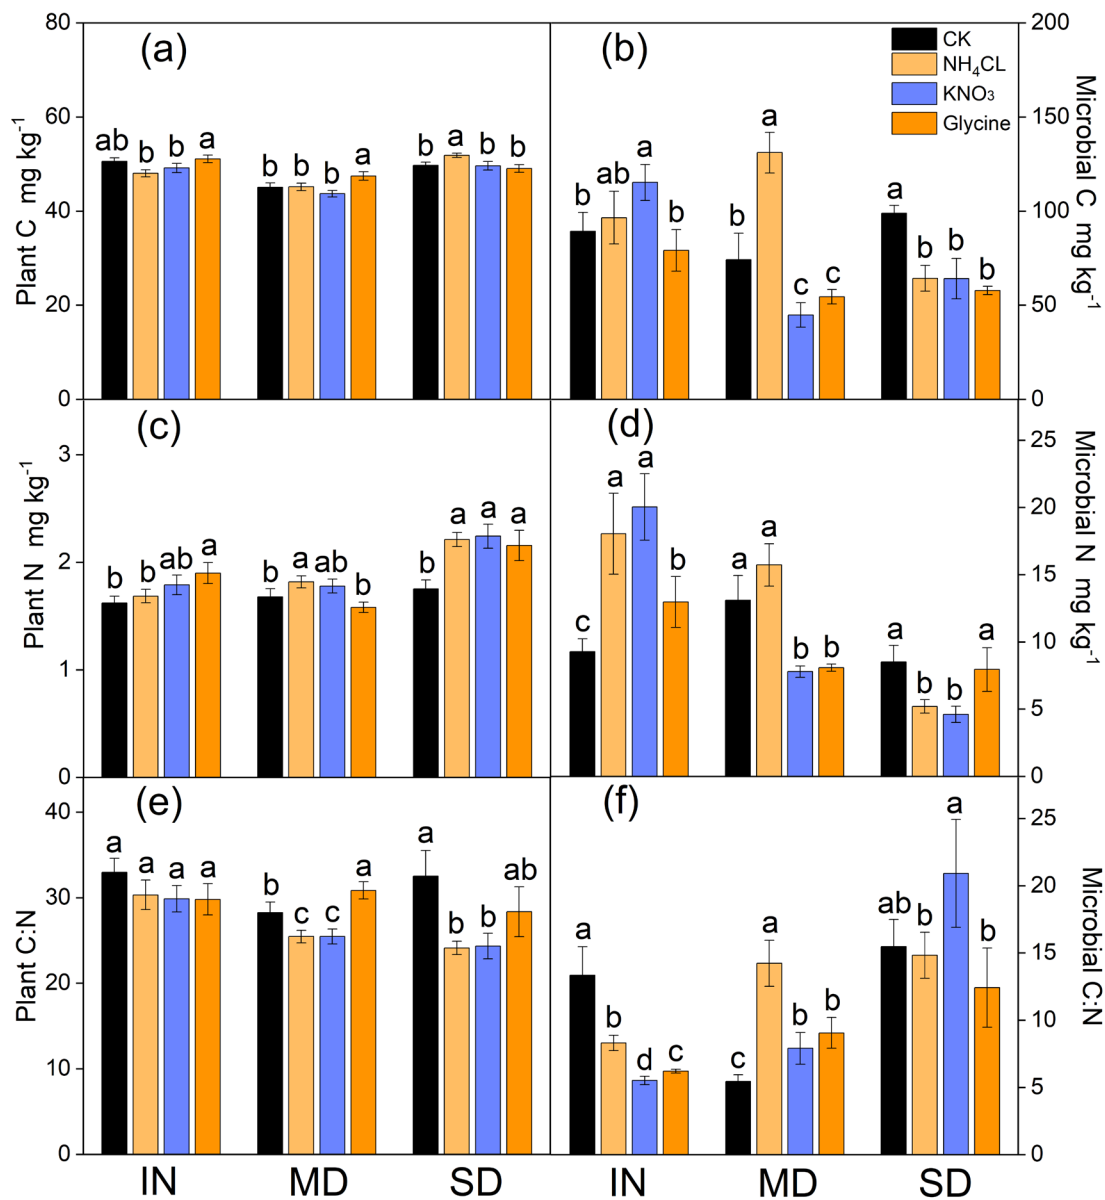 (a)
80
60
40
20
0
Plant C mg kg⁻¹
ab b b a
b b b a
b a b b
(b)
CK
NH₄CL
KNO₃
Glycine
200
150
100
50
0
Microbial C mg kg⁻¹
b ab a b
b a c c
a b b b
(c)
3
2
1
0
Plant N mg kg⁻¹
b b ab a
b a ab b
b a a a
(d)
25
20
15
10
5
0
Microbial N mg kg⁻¹
c a a b
a a b b
a b b a
(e)
40
30
20
10
0
Plant C:N
a a a a
b c c a
a b b ab
IN MD SD
(f)
25
20
15
10
5
0
Microbial C:N
a b d c
c a b b
ab b a b
IN MD SD